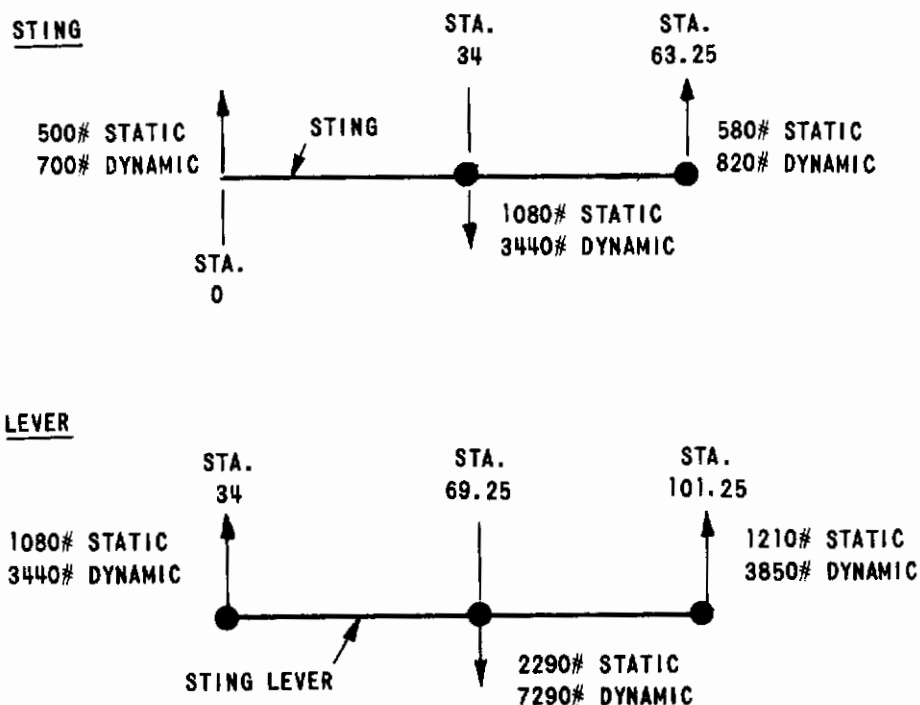 STING
STA.
34
STA.
63.25
500# STATIC
700# DYNAMIC
STING
580# STATIC
820# DYNAMIC
1080# STATIC
3440# DYNAMIC
STA.
0
LEVER
STA.
34
STA.
69.25
STA.
101.25
1080# STATIC
3440# DYNAMIC
1210# STATIC
3850# DYNAMIC
STING LEVER
2290# STATIC
7290# DYNAMIC